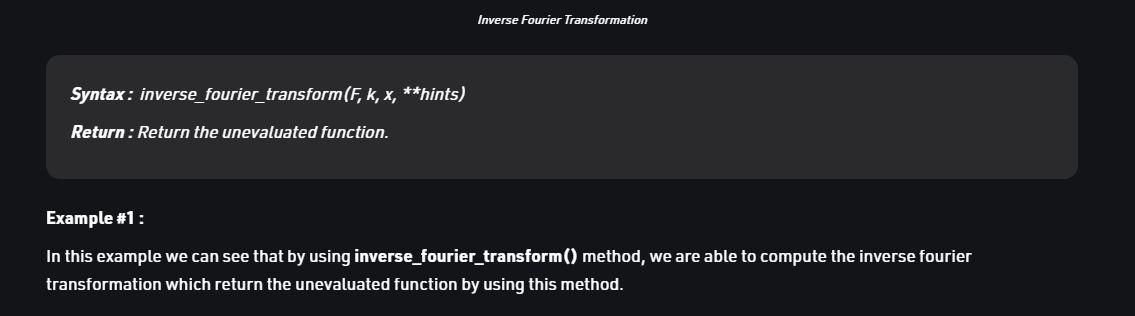 Inverse Fourier Transformation
Syntax : inverse_fourier_transform(F, k, x, **hints)
Return : Return the unevaluated function.
Example #1 :
In this example we can see that by using inverse_fourier_transform() method, we are able to compute the inverse fourier
transformation which return the unevaluated function by using this method.